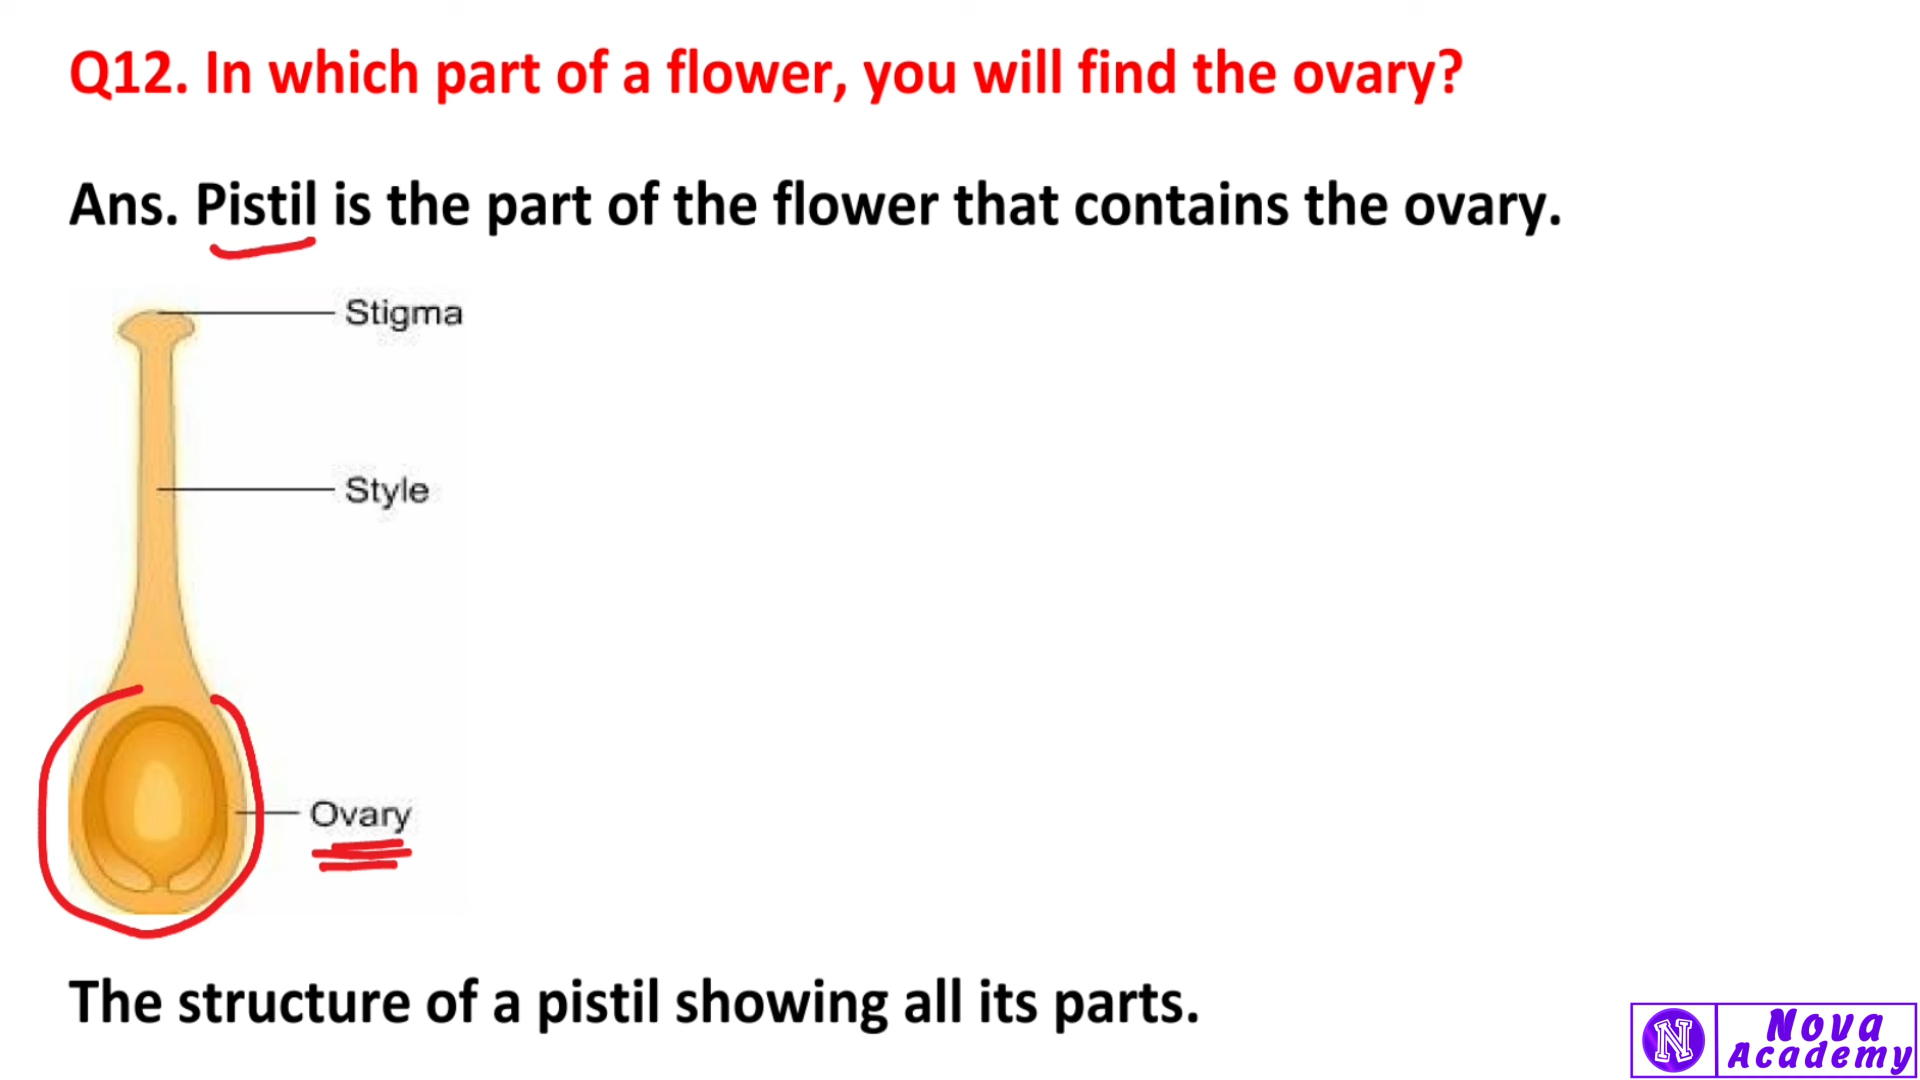 Q12. In which part of a flower, you will find the ovary?
Ans. Pistil is the part of the flower that contains the ovary.
Stigma
Style
Ovary
The structure of a pistil showing all its parts.
N
Nova
Academy